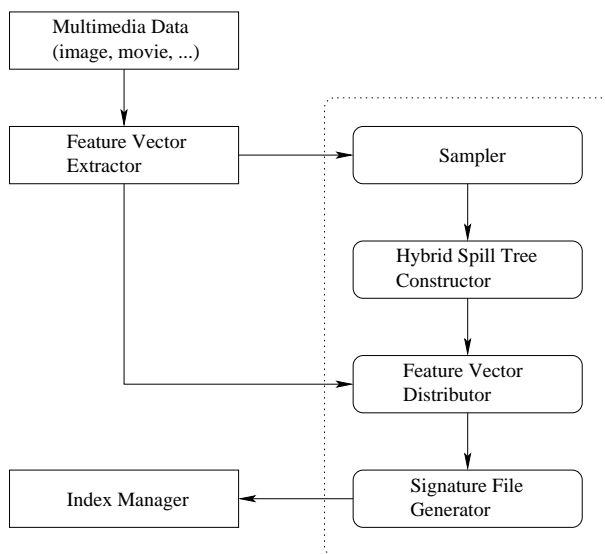 Multimedia Data
(image, movie, ...)
Feature Vector
Extractor
Sampler
Hybrid Spill Tree
Constructor
Feature Vector
Distributor
Signature File
Generator
Index Manager